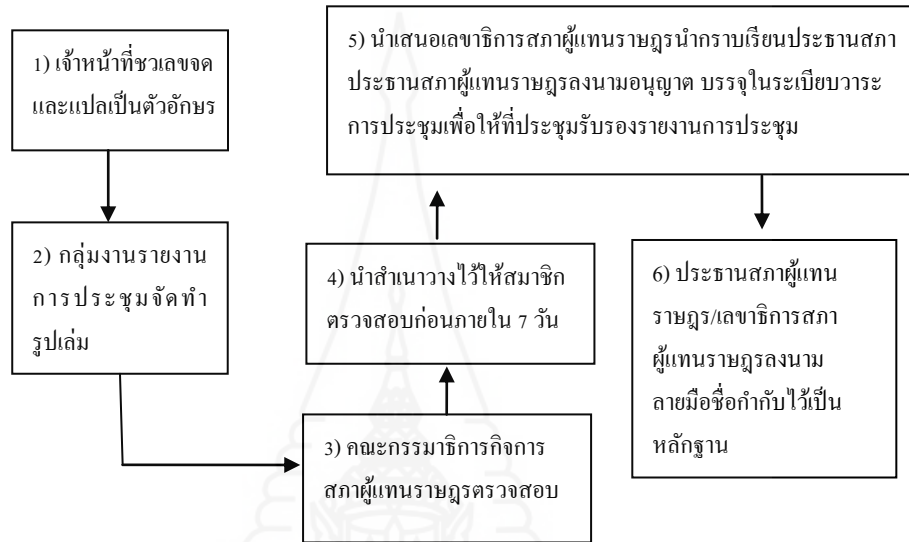 1) เจ้าหน้าที่ชวเลขจด
และแปลเป็นตัวอักษร
2) กลุ่มงานรายงาน
การประชุมจัดทำ
รูปเล่ม
3) คณะกรรมาธิการกิจการ
สภาผู้แทนราษฎรตรวจสอบ
4) นำสำเนาวางไว้ให้สมาชิก
ตรวจสอบก่อนภายใน 7 วัน
5) นำเสนอเลขาธิการสภาผู้แทนราษฎรนำกราบเรียนประธานสภา
ประธานสภาผู้แทนราษฎรลงนามอนุญาต บรรจุในระเบียบวาระ
การประชุมเพื่อให้ที่ประชุมรับรองรายงานการประชุม
6) ประธานสภาผู้แทน
ราษฎร/เลขาธิการสภา
ผู้แทนราษฎรลงนาม
ลายมือชื่อกำกับไว้เป็น
หลักฐาน